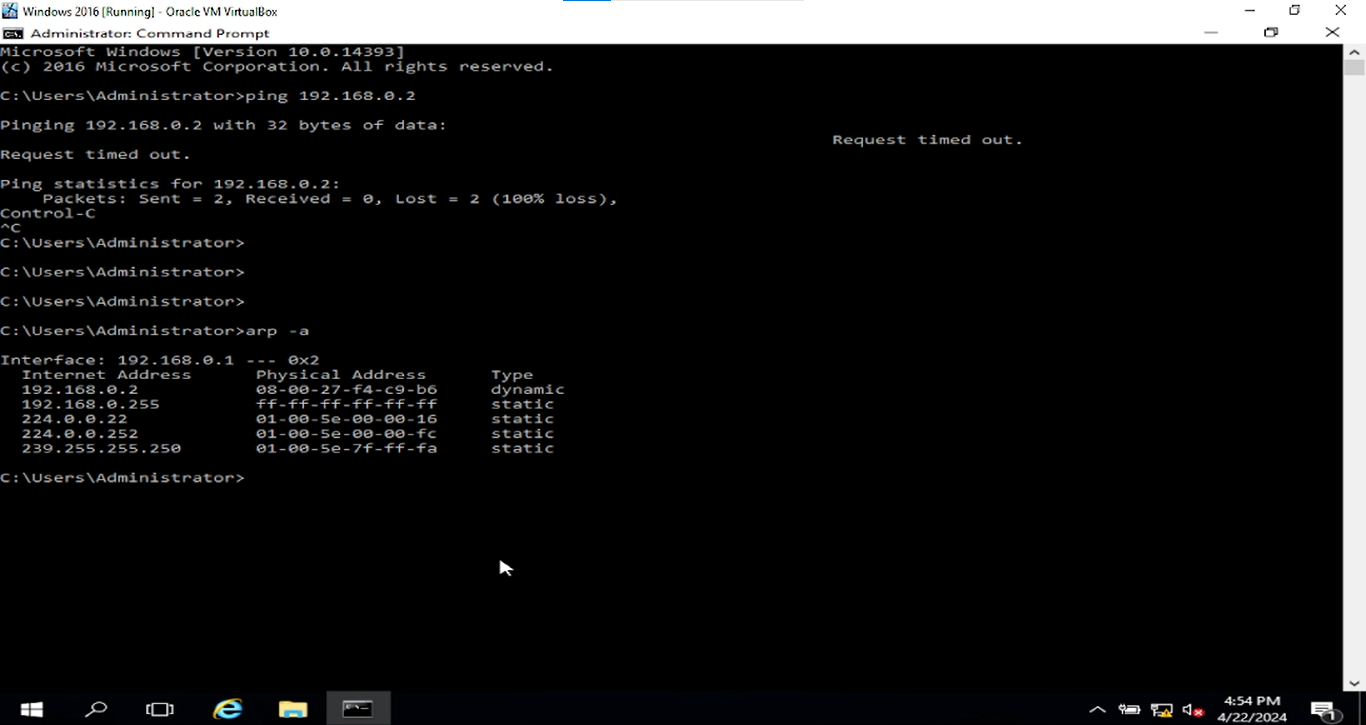 Windows 2016 [Running] - Oracle VM VirtualBox
Administrator: Command Prompt
Microsoft Windows [Version 10.0.14393]
(c) 2016 Microsoft Corporation. All rights reserved.
C:\Users\Administrator>ping 192.168.0.2
Pinging 192.168.0.2 with 32 bytes of data:
Request timed out.
Request timed out.
Ping statistics for 192.168.0.2:
Packets: Sent = 2, Received = 0, Lost = 2 (100% loss),
Control-C
^C
C:\Users\Administrator>
C:\Users\Administrator>
C:\Users\Administrator>
C:\Users\Administrator>arp -a
Interface: 192.168.0.1 --- 0x2
Internet Address Physical Address Type
192.168.0.2 08-00-27-f4-c9-b6 dynamic
192.168.0.255 ff-ff-ff-ff-ff-ff static
224.0.0.22 01-00-5e-00-00-16 static
224.0.0.252 01-00-5e-00-00-fc static
239.255.255.250 01-00-5e-7f-ff-fa static
C:\Users\Administrator>
4:54 PM
4/22/2024
1